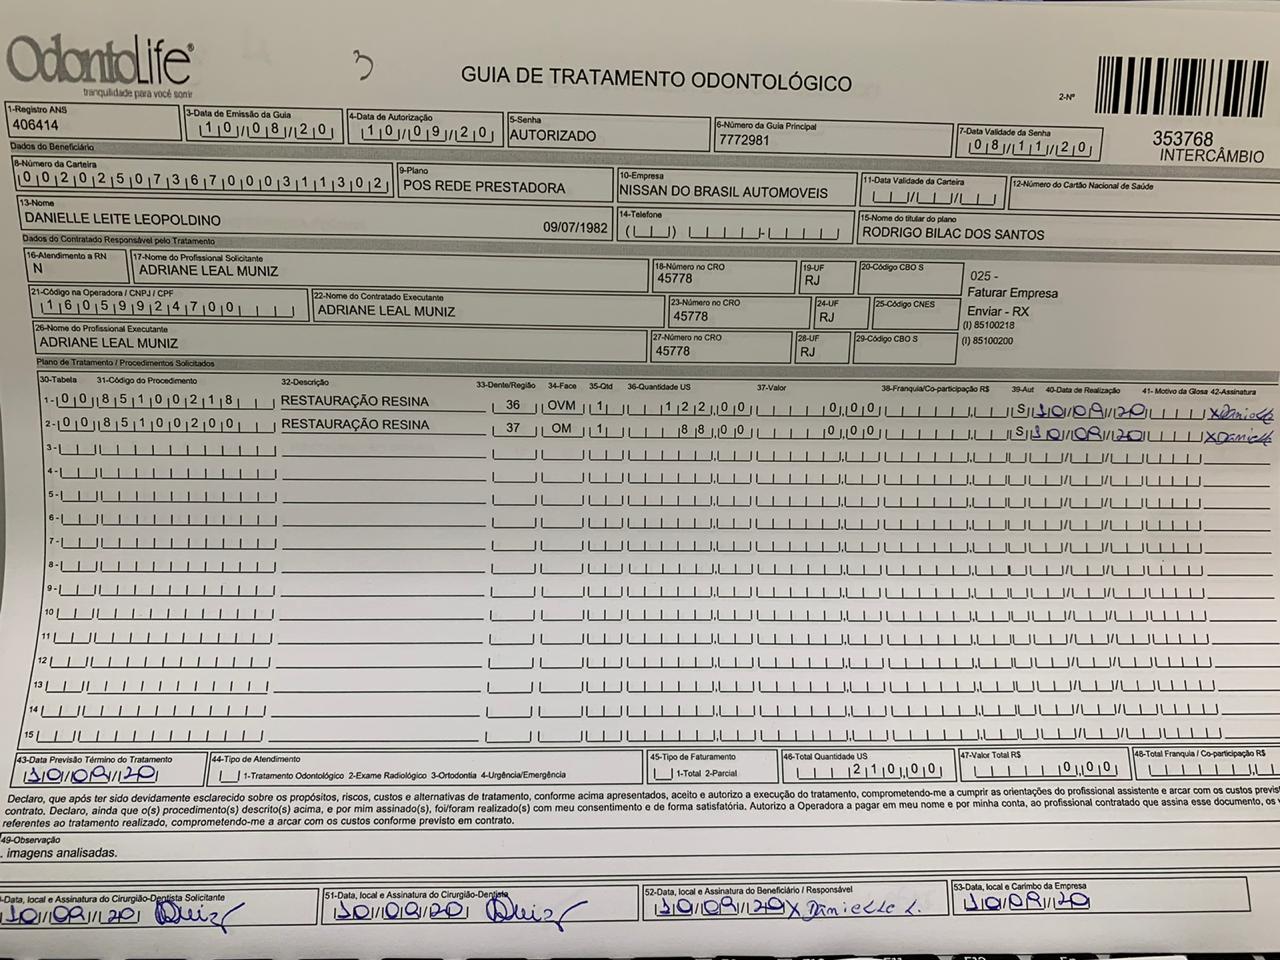 OdontoLife®
tranquilidade para você sorrir
3
GUIA DE TRATAMENTO ODONTOLÓGICO
2-Nº
353768
INTERCÂMBIO
1-Registro ANS
406414
3-Data de Emissão da Guia
10/08/20
4-Data de Autorização
10/09/20
5-Senha
AUTORIZADO
6-Número da Guia Principal
7772981
7-Data Validade da Senha
08/11/20
Dados do Beneficiário
8-Número da Carteira
00202507367000311302
9-Plano
POS REDE PRESTADORA
10-Empresa
NISSAN DO BRASIL AUTOMOVEIS
11-Data Validade da Carteira
12-Número do Cartão Nacional de Saúde
13-Nome
DANIELLE LEITE LEOPOLDINO 09/07/1982
14-Telefone
15-Nome do titular do plano
RODRIGO BILAC DOS SANTOS
Dados do Contratado Responsável pelo Tratamento
16-Atendimento a RN
N
17-Nome do Profissional Solicitante
ADRIANE LEAL MUNIZ
18-Número no CRO
45778
19-UF
RJ
20-Código CBO S
025 -
Faturar Empresa
Enviar - RX
(I) 85100218
(I) 85100200
21-Código na Operadora / CNPJ / CPF
16059924700
22-Nome do Contratado Executante
ADRIANE LEAL MUNIZ
23-Número no CRO
45778
24-UF
RJ
25-Código CNES
26-Nome do Profissional Executante
ADRIANE LEAL MUNIZ
27-Número no CRO
45778
28-UF
RJ
29-Código CBO S
Plano de Tratamento / Procedimentos Solicitados
30-Tabela 31-Código do Procedimento 32-Descrição 33-Dente/Região 34-Face 35-Qtd 36-Quantidade US 37-Valor 38-Franquia/Co-participação R$ 39-Aut 40-Data de Realização 41- Motivo da Glosa 42-Assinatura
1- 00 85100218 RESTAURAÇÃO RESINA 36 OVM 1 122,00 0,00 S 10/09/20 X Danielle
2- 00 85100200 RESTAURAÇÃO RESINA 37 OM 1 88,00 0,00 S 10/09/20 X Danielle
3-
4-
5-
6-
7-
8-
9-
10
11
12
13
14
15
43-Data Previsão Término do Tratamento
10/09/20
44-Tipo de Atendimento
1-Tratamento Odontológico 2-Exame Radiológico 3-Ortodontia 4-Urgência/Emergência
45-Tipo de Faturamento
1-Total 2-Parcial
46-Total Quantidade US
210,00
47-Valor Total R$
0,00
48-Total Franquia / Co-participação R$
Declaro, que após ter sido devidamente esclarecido sobre os propósitos, riscos, custos e alternativas de tratamento, conforme acima apresentados, aceito e autorizo a execução do tratamento, comprometendo-me a cumprir as orientações do profissional assistente e arcar com os custos previst
contrato. Declaro, ainda que o(s) procedimento(s) descrito(s) acima, e por mim assinado(s), foi/foram realizado(s) com meu consentimento e de forma satisfatória. Autorizo a Operadora a pagar em meu nome e por minha conta, ao profissional contratado que assina esse documento, os v
referentes ao tratamento realizado, comprometendo-me a arcar com os custos conforme previsto em contrato.
49-Observação
. imagens analisadas.
-Data, local e Assinatura do Cirurgião-Dentista Solicitante
10/09/20
51-Data, local e Assinatura do Cirurgião-Dentista
10/09/20
52-Data, local e Assinatura do Beneficiário / Responsável
10/09/20 X Danielle L.
53-Data, local e Carimbo da Empresa
10/09/20